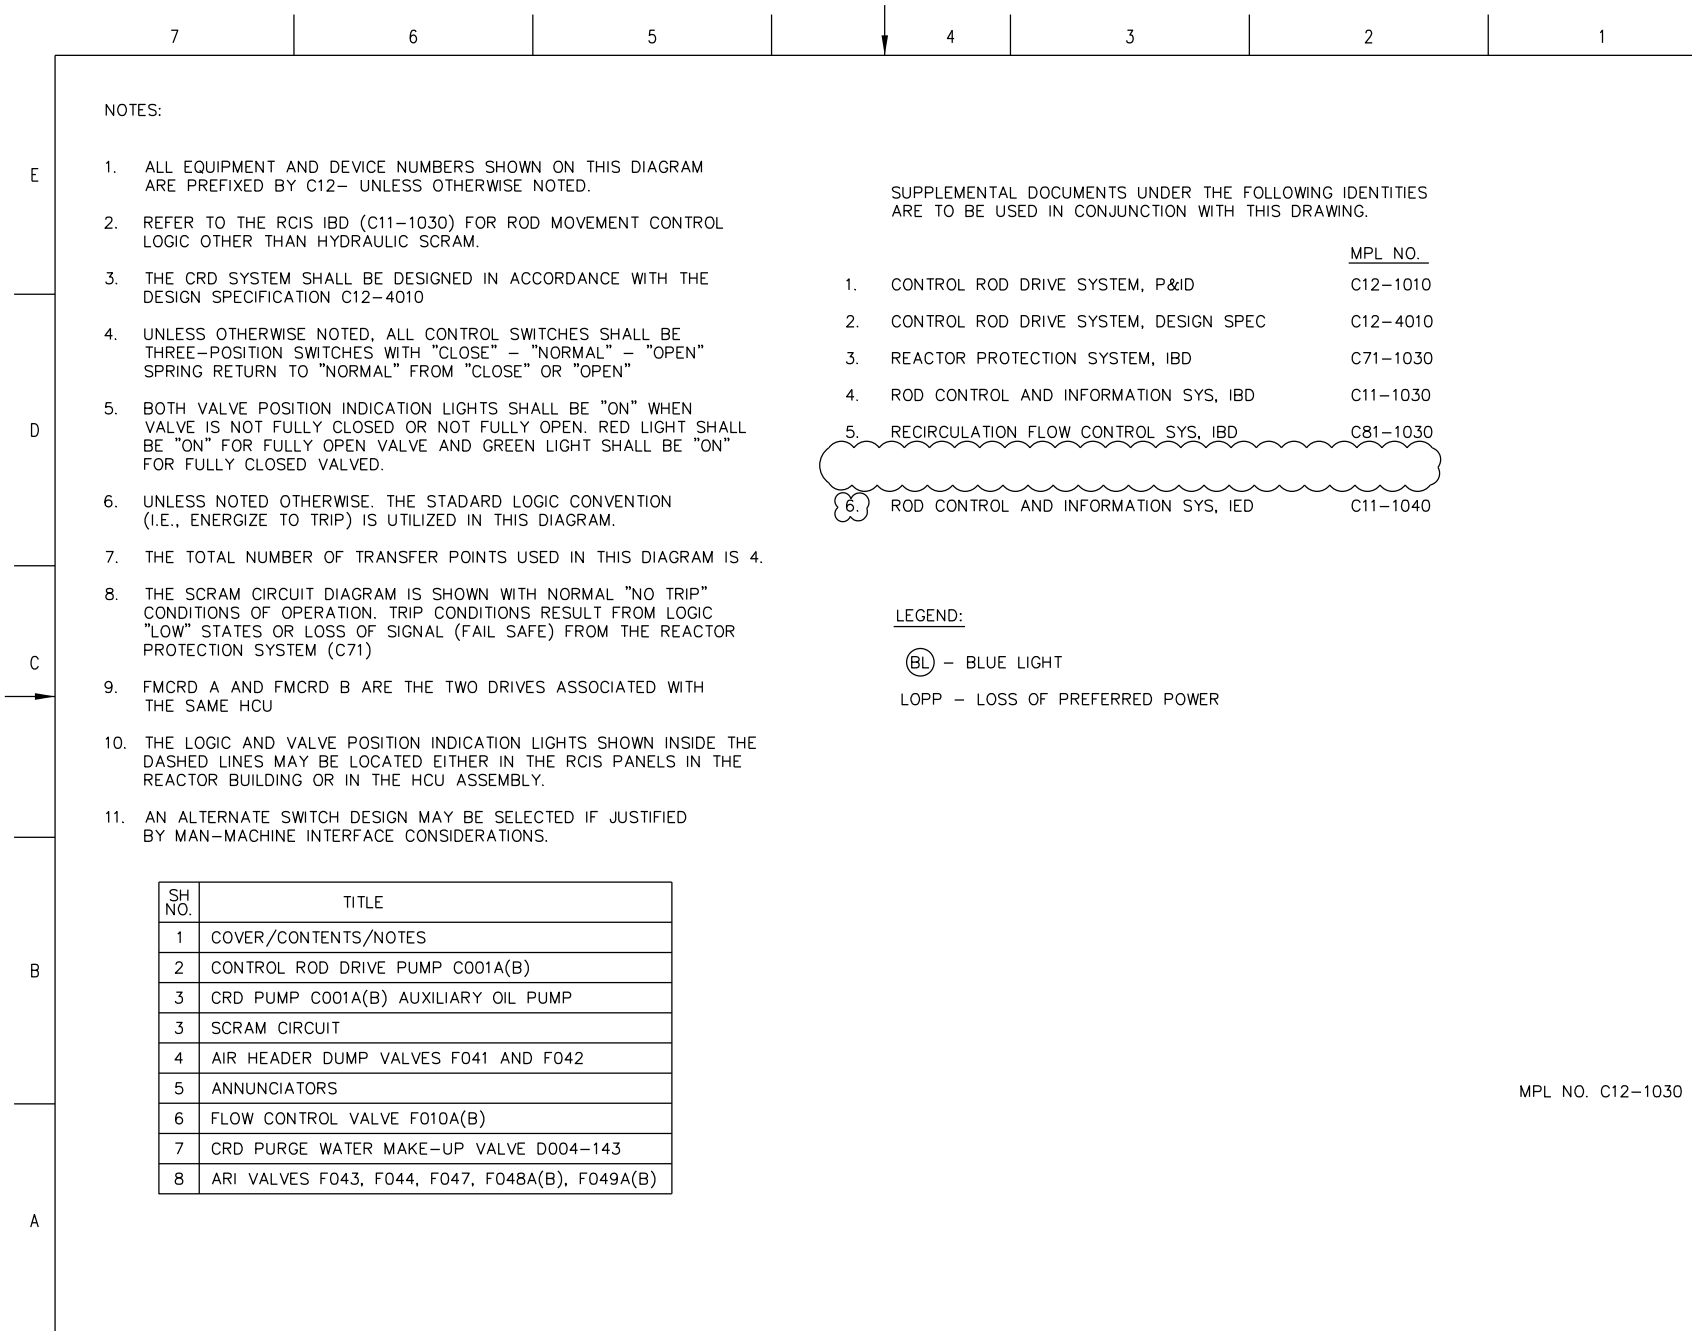 7 6 5 4 3 2 1
NOTES:
1. ALL EQUIPMENT AND DEVICE NUMBERS SHOWN ON THIS DIAGRAM
ARE PREFIXED BY C12- UNLESS OTHERWISE NOTED.
2. REFER TO THE RCIS IBD (C11-1030) FOR ROD MOVEMENT CONTROL
LOGIC OTHER THAN HYDRAULIC SCRAM.
3. THE CRD SYSTEM SHALL BE DESIGNED IN ACCORDANCE WITH THE
DESIGN SPECIFICATION C12-4010
4. UNLESS OTHERWISE NOTED, ALL CONTROL SWITCHES SHALL BE
THREE-POSITION SWITCHES WITH "CLOSE" - "NORMAL" - "OPEN"
SPRING RETURN TO "NORMAL" FROM "CLOSE" OR "OPEN"
5. BOTH VALVE POSITION INDICATION LIGHTS SHALL BE "ON" WHEN
VALVE IS NOT FULLY CLOSED OR NOT FULLY OPEN. RED LIGHT SHALL
BE "ON" FOR FULLY OPEN VALVE AND GREEN LIGHT SHALL BE "ON"
FOR FULLY CLOSED VALVED.
6. UNLESS NOTED OTHERWISE. THE STADARD LOGIC CONVENTION
(I.E., ENERGIZE TO TRIP) IS UTILIZED IN THIS DIAGRAM.
7. THE TOTAL NUMBER OF TRANSFER POINTS USED IN THIS DIAGRAM IS 4.
8. THE SCRAM CIRCUIT DIAGRAM IS SHOWN WITH NORMAL "NO TRIP"
CONDITIONS OF OPERATION. TRIP CONDITIONS RESULT FROM LOGIC
"LOW" STATES OR LOSS OF SIGNAL (FAIL SAFE) FROM THE REACTOR
PROTECTION SYSTEM (C71)
9. FMCRD A AND FMCRD B ARE THE TWO DRIVES ASSOCIATED WITH
THE SAME HCU
10. THE LOGIC AND VALVE POSITION INDICATION LIGHTS SHOWN INSIDE THE
DASHED LINES MAY BE LOCATED EITHER IN THE RCIS PANELS IN THE
REACTOR BUILDING OR IN THE HCU ASSEMBLY.
11. AN ALTERNATE SWITCH DESIGN MAY BE SELECTED IF JUSTIFIED
BY MAN-MACHINE INTERFACE CONSIDERATIONS.
SH NO. TITLE
1 COVER/CONTENTS/NOTES
2 CONTROL ROD DRIVE PUMP C001A(B)
3 CRD PUMP C001A(B) AUXILIARY OIL PUMP
3 SCRAM CIRCUIT
4 AIR HEADER DUMP VALVES F041 AND F042
5 ANNUNCIATORS
6 FLOW CONTROL VALVE F010A(B)
7 CRD PURGE WATER MAKE-UP VALVE D004-143
8 ARI VALVES F043, F044, F047, F048A(B), F049A(B)
SUPPLEMENTAL DOCUMENTS UNDER THE FOLLOWING IDENTITIES
ARE TO BE USED IN CONJUNCTION WITH THIS DRAWING.
MPL NO.
1. CONTROL ROD DRIVE SYSTEM, P&ID C12-1010
2. CONTROL ROD DRIVE SYSTEM, DESIGN SPEC C12-4010
3. REACTOR PROTECTION SYSTEM, IBD C71-1030
4. ROD CONTROL AND INFORMATION SYS, IBD C11-1030
5. RECIRCULATION FLOW CONTROL SYS, IBD C81-1030
6. ROD CONTROL AND INFORMATION SYS, IED C11-1040
LEGEND:
BL - BLUE LIGHT
LOPP - LOSS OF PREFERRED POWER
MPL NO. C12-1030
E
D
C
B
A